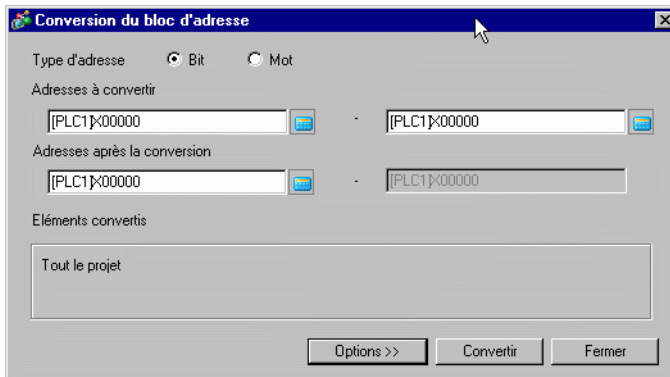 Conversion du bloc d'adresse
Type d'adresse Bit Mot
Adresses à convertir
[PLC1]X00000 - [PLC1]X00000
Adresses après la conversion
[PLC1]X00000 - [PLC1]X00000
Eléments convertis
Tout le projet
Options >> Convertir Fermer